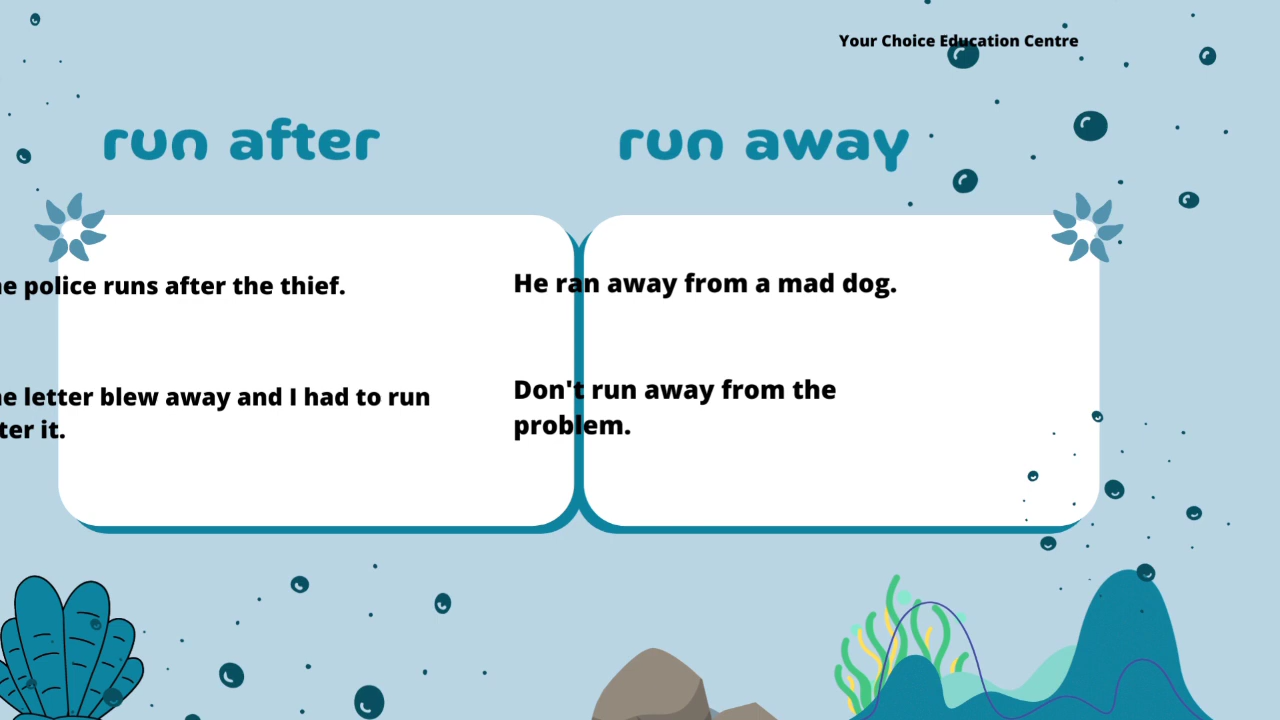 Your Choice Education Centre
run after
run away
police runs after the thief.
letter blew away and I had to run
it.
He ran away from a mad dog.
Don't run away from the
problem.